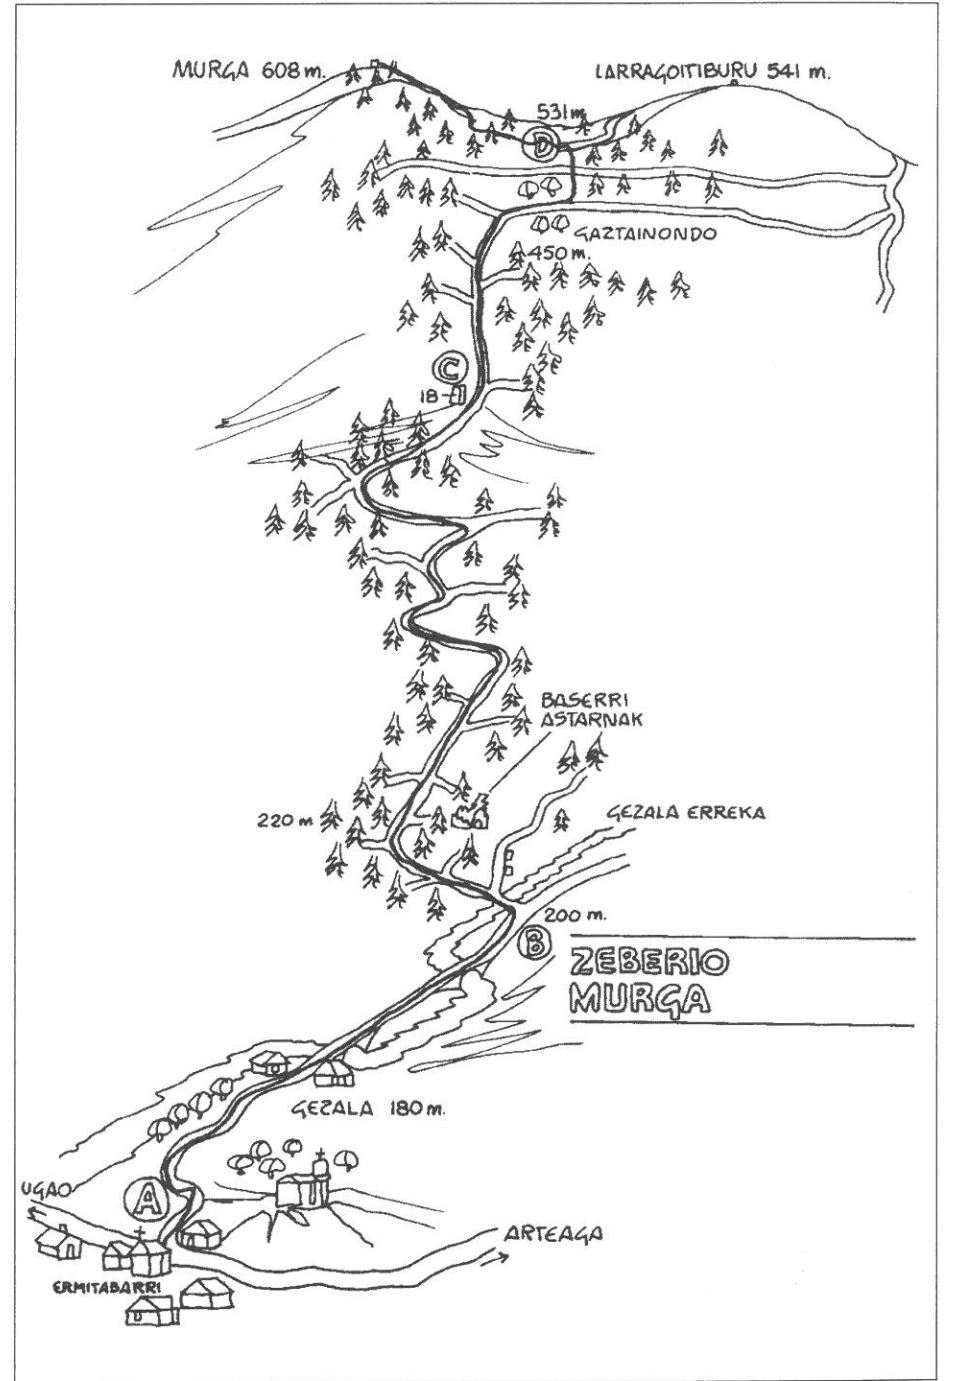 MURGA 608 m.
LARRAGOITIBURU 541 m.
531 m
D
GAZTAINONDO
450 m.
C
18
BASERRI
ASTARNAK
220 m
GEZALA ERREKA
200 m.
B
ZEBERIO
MURGA
GEZALA 180 m.
A
UGAO
ARTEAGA
ERMITABARRI